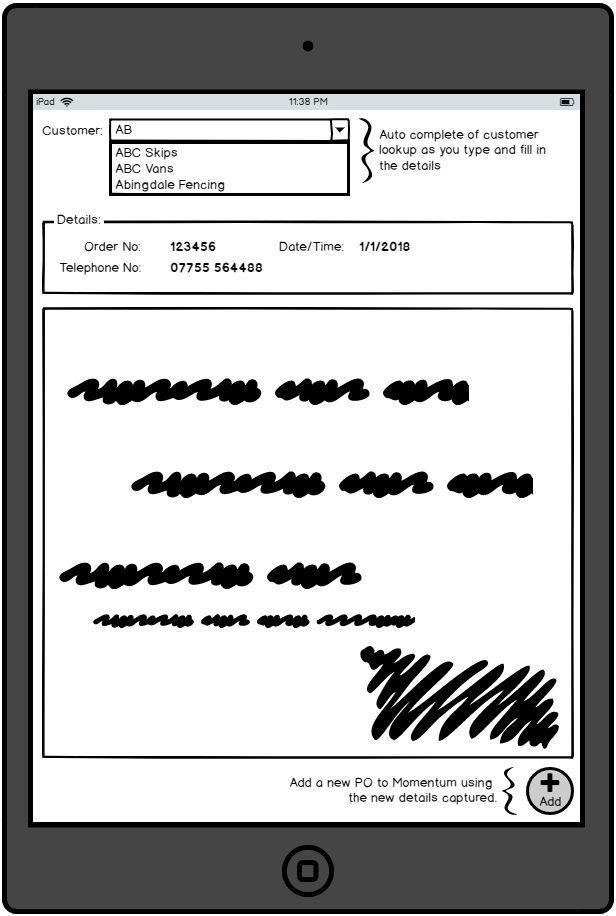 iPad 11:38 PM
Customer: AB
ABC Skips
ABC Vans
Abingdale Fencing
Auto complete of customer
lookup as you type and fill in
the details
Details:
Order No: 123456 Date/Time: 1/1/2018
Telephone No: 07755 564488
Add a new PO to Momentum using
the new details captured.
Add